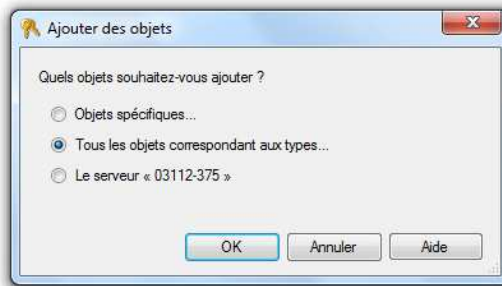 Ajouter des objets
Quels objets souhaitez-vous ajouter ?
Objets spécifiques...
Tous les objets correspondant aux types...
Le serveur « 03112-375 »
OK Annuler Aide